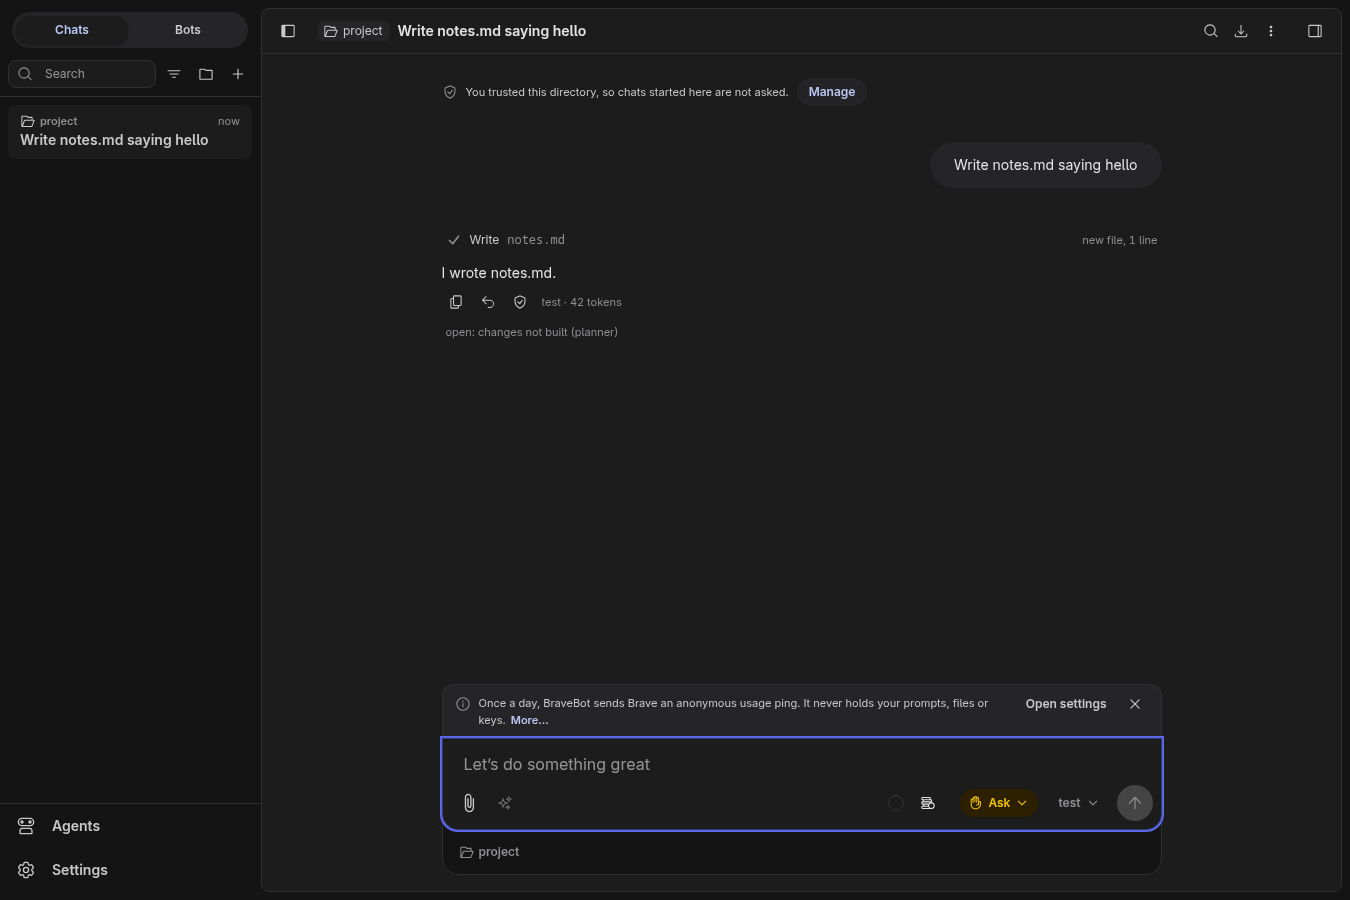 Chats
Bots
Search
project
now
Write notes.md saying hello
Agents
Settings
project
Write notes.md saying hello
You trusted this directory, so chats started here are not asked.
Manage
Write notes.md saying hello
Write notes.md
new file, 1 line
I wrote notes.md.
test · 42 tokens
open: changes not built (planner)
Once a day, BraveBot sends Brave an anonymous usage ping. It never holds your prompts, files or
keys. More...
Open settings
Let's do something great
Ask
test
project